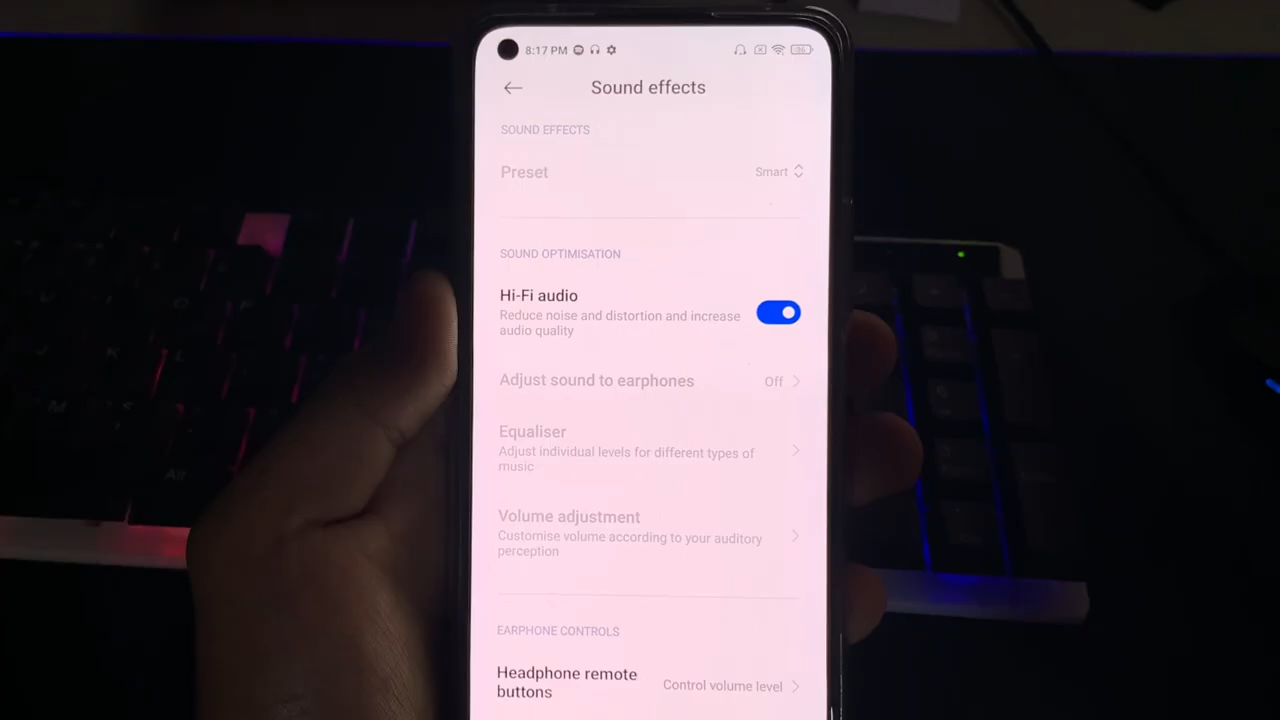 8:17 PM
Sound effects
SOUND EFFECTS
Preset
Smart
SOUND OPTIMISATION
Hi-Fi audio
Reduce noise and distortion and increase
audio quality
Adjust sound to earphones
Off
Equaliser
Adjust individual levels for different types of
music
Volume adjustment
Customise volume according to your auditory
perception
EARPHONE CONTROLS
Headphone remote
buttons
Control volume level
K
L
M
Alt